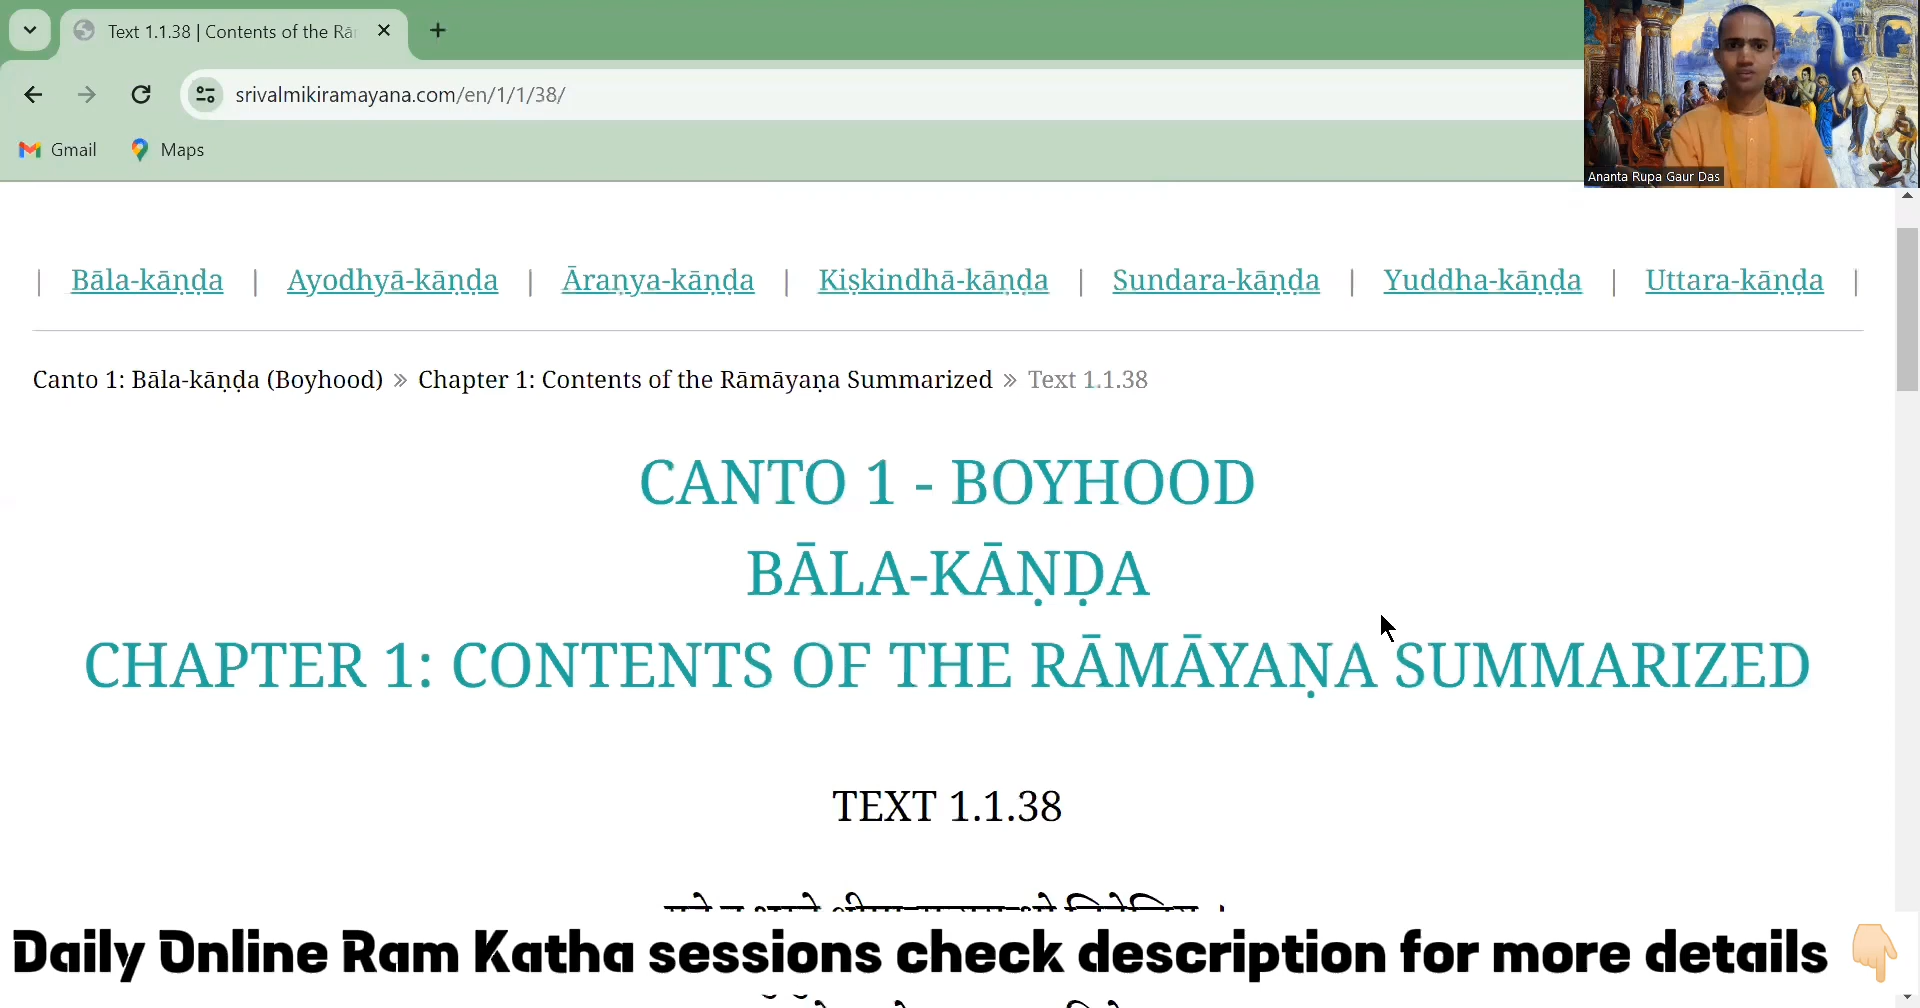 Text 1.1.38 | Contents of the Rār
srivalmikiramayana.com/en/1/1/38/
Gmail
Maps
Ananta Rupa Gaur Das
| Bāla-kāṇḍa | Ayodhyā-kāṇḍa | Āraṇya-kāṇḍa | Kiṣkindhā-kāṇḍa | Sundara-kāṇḍa | Yuddha-kāṇḍa | Uttara-kāṇḍa |
Canto 1: Bāla-kāṇḍa (Boyhood) » Chapter 1: Contents of the Rāmāyaṇa Summarized » Text 1.1.38
CANTO 1 - BOYHOOD
BĀLA-KĀṆḌA
CHAPTER 1: CONTENTS OF THE RĀMĀYAṆA SUMMARIZED
TEXT 1.1.38
Daily Online Ram Katha sessions check description for more details 👇🏻